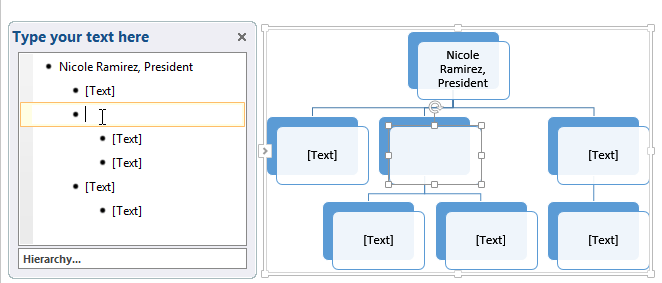 Type your text here
Nicole Ramirez, President
[Text]
[Text]
[Text]
[Text]
[Text]
Hierarchy...
Nicole
Ramirez,
President
[Text]
[Text]
[Text]
[Text]
[Text]